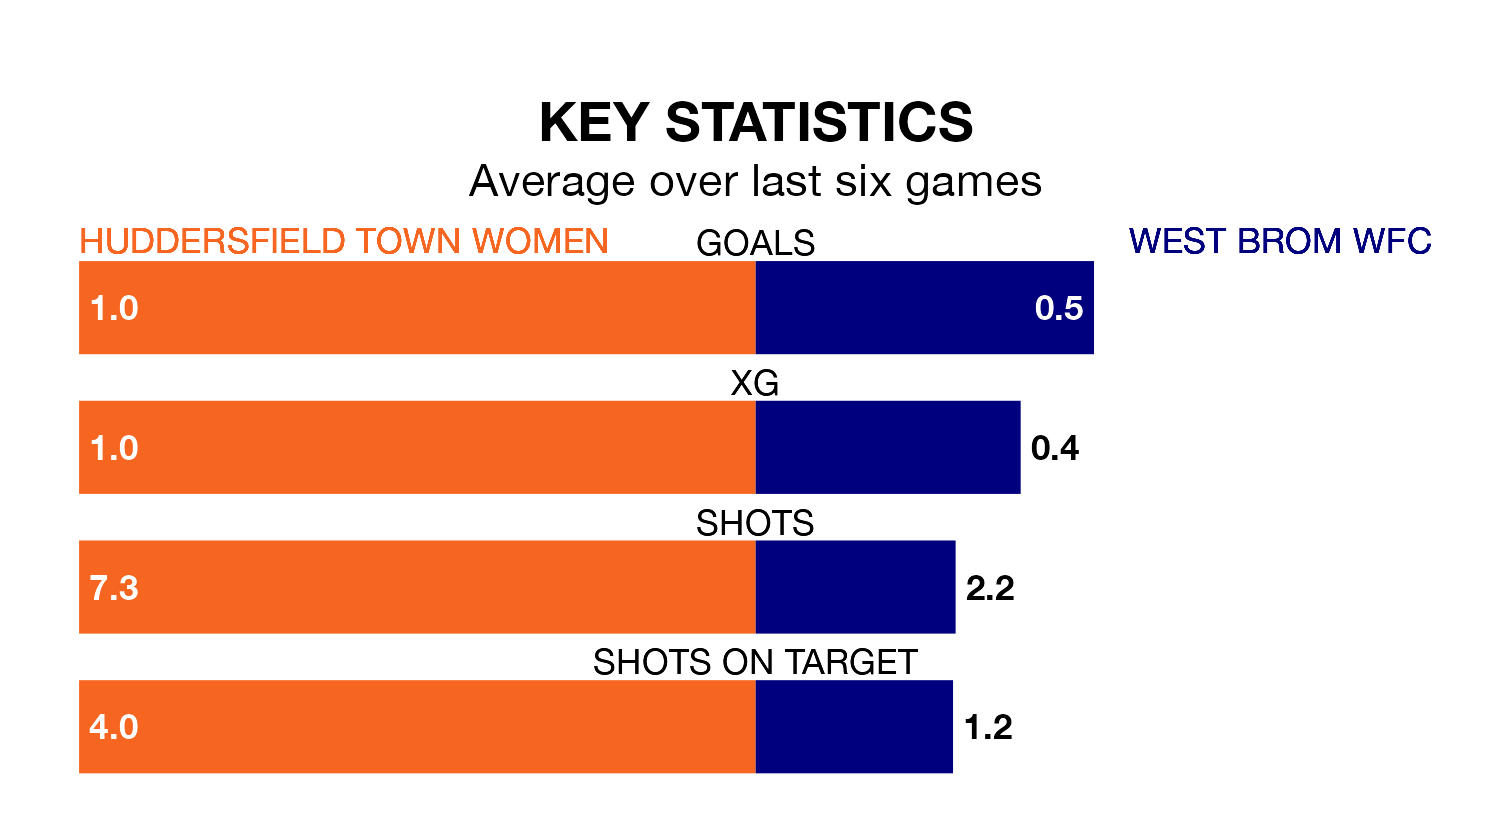 KEY STATISTICS
Average over last six games
HUDDERSFIELD TOWN WOMEN GOALS WEST BROM WFC
1.0 0.5
XG
1.0 0.4
SHOTS
7.3 2.2
SHOTS ON TARGET
4.0 1.2